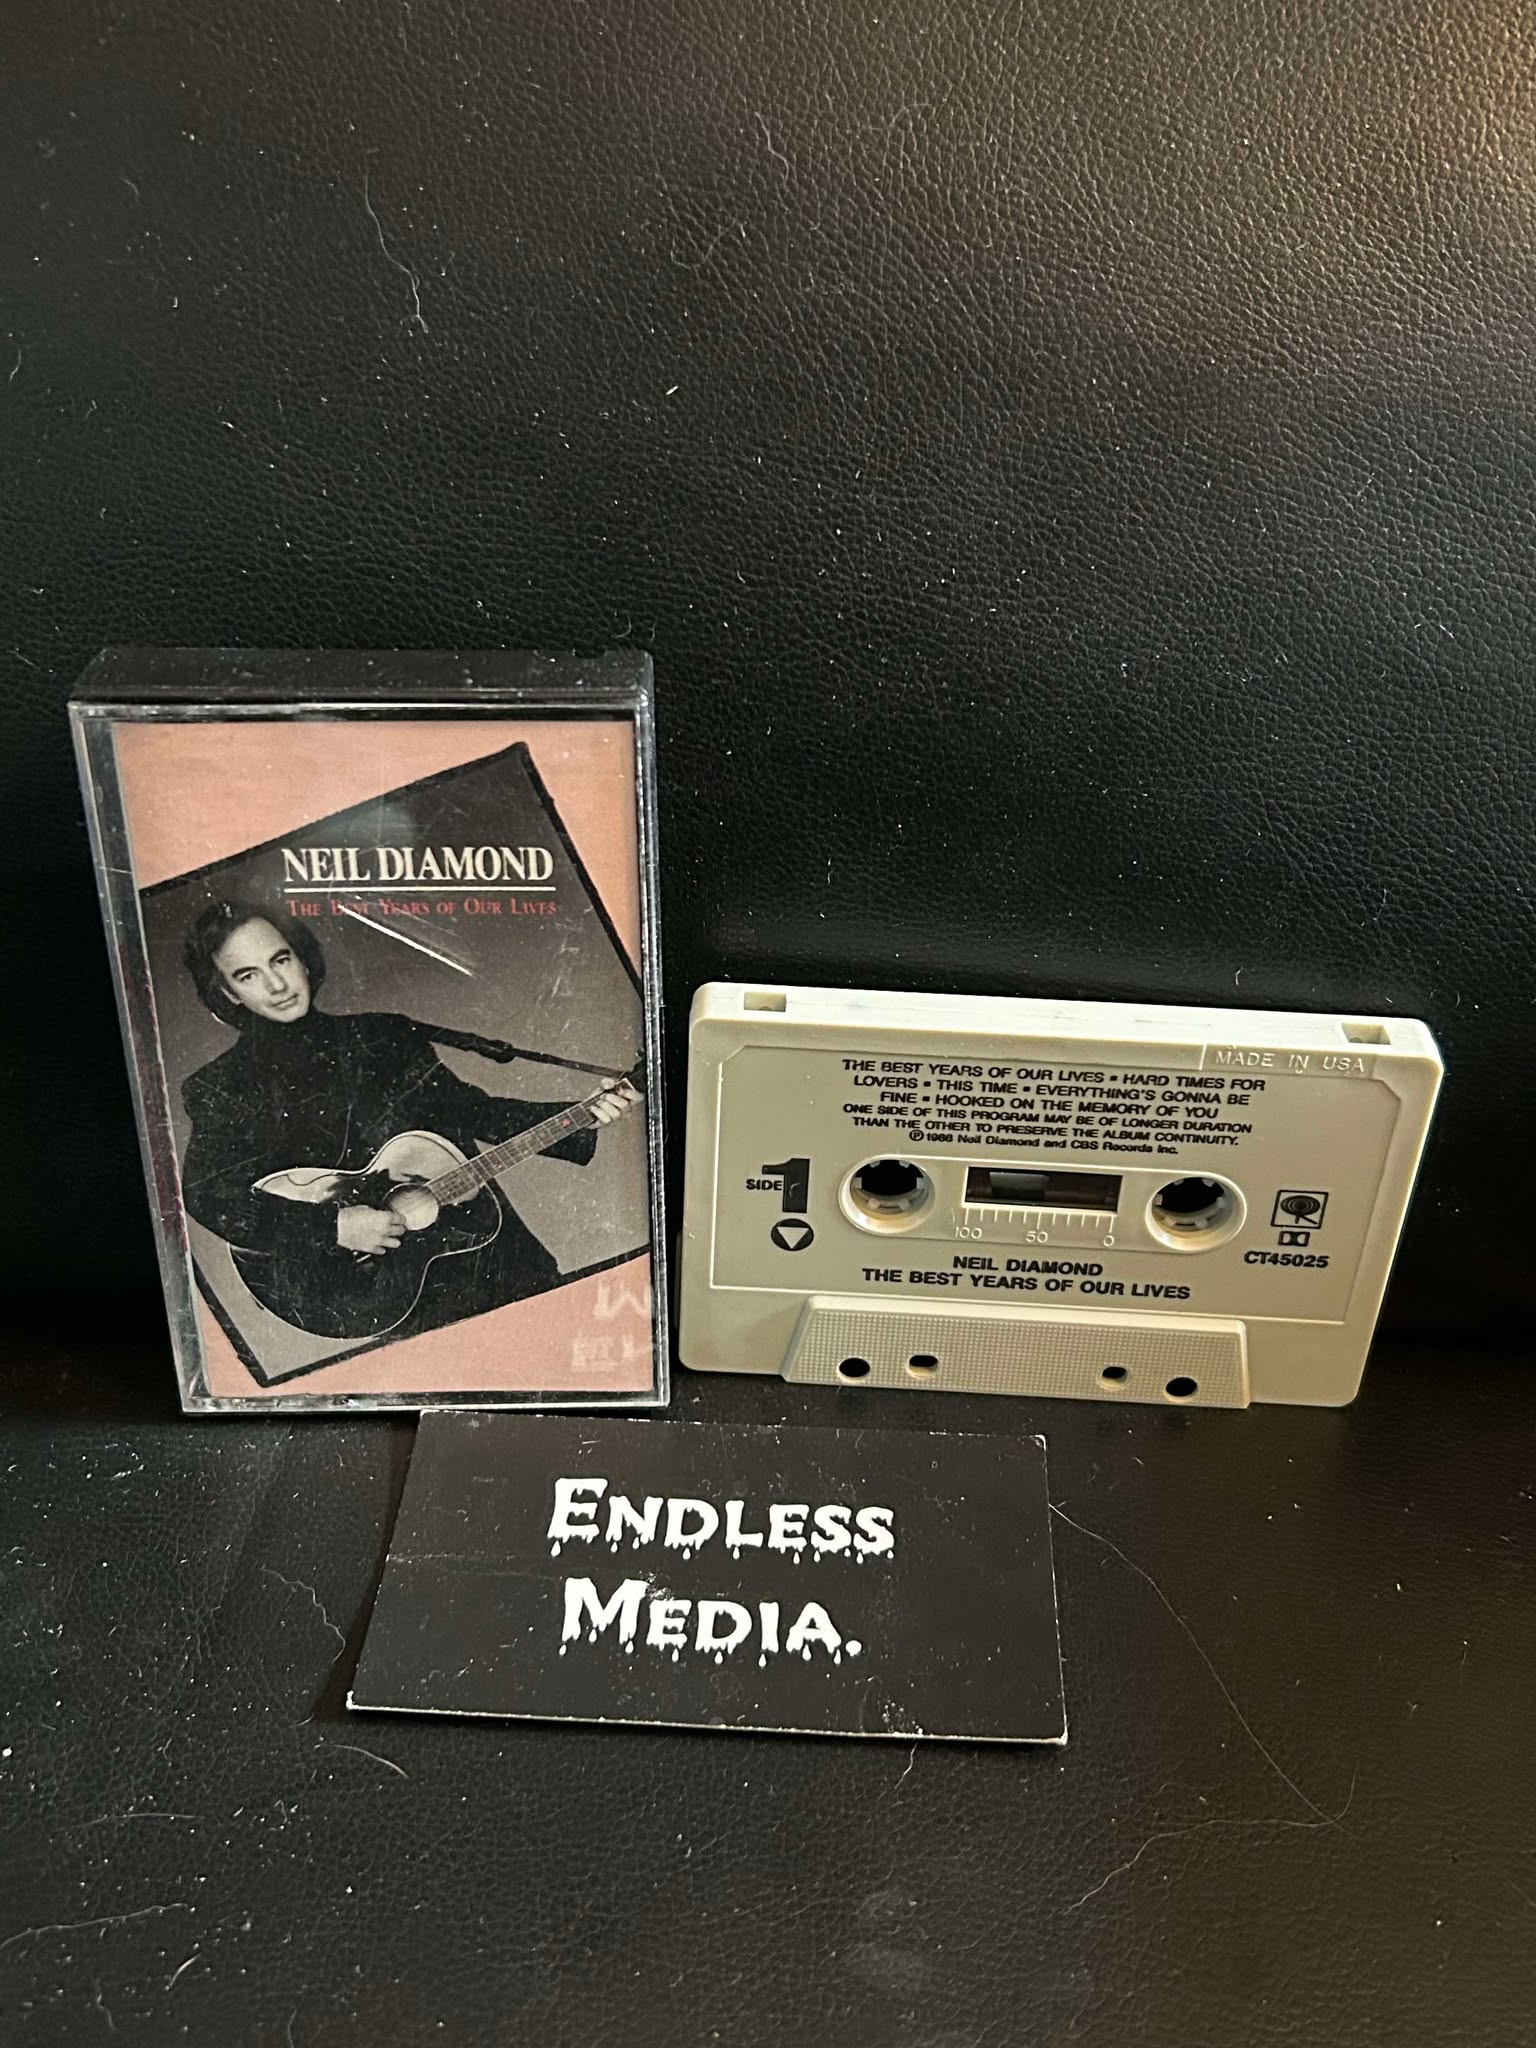 NEIL DIAMOND
THE BEST YEARS OF OUR LIVES
MADE IN USA
THE BEST YEARS OF OUR LIVES ▪ HARD TIMES FOR
LOVERS ▪ THIS TIME ▪ EVERYTHING'S GONNA BE
FINE ▪ HOOKED ON THE MEMORY OF YOU
ONE SIDE OF THIS PROGRAM MAY BE OF LONGER DURATION
THAN THE OTHER TO PRESERVE THE ALBUM CONTINUITY.
℗ 1988 Neil Diamond and CBS Records Inc.
SIDE 1
100 50 0
CT45025
NEIL DIAMOND
THE BEST YEARS OF OUR LIVES
ENDLESS
MEDIA.